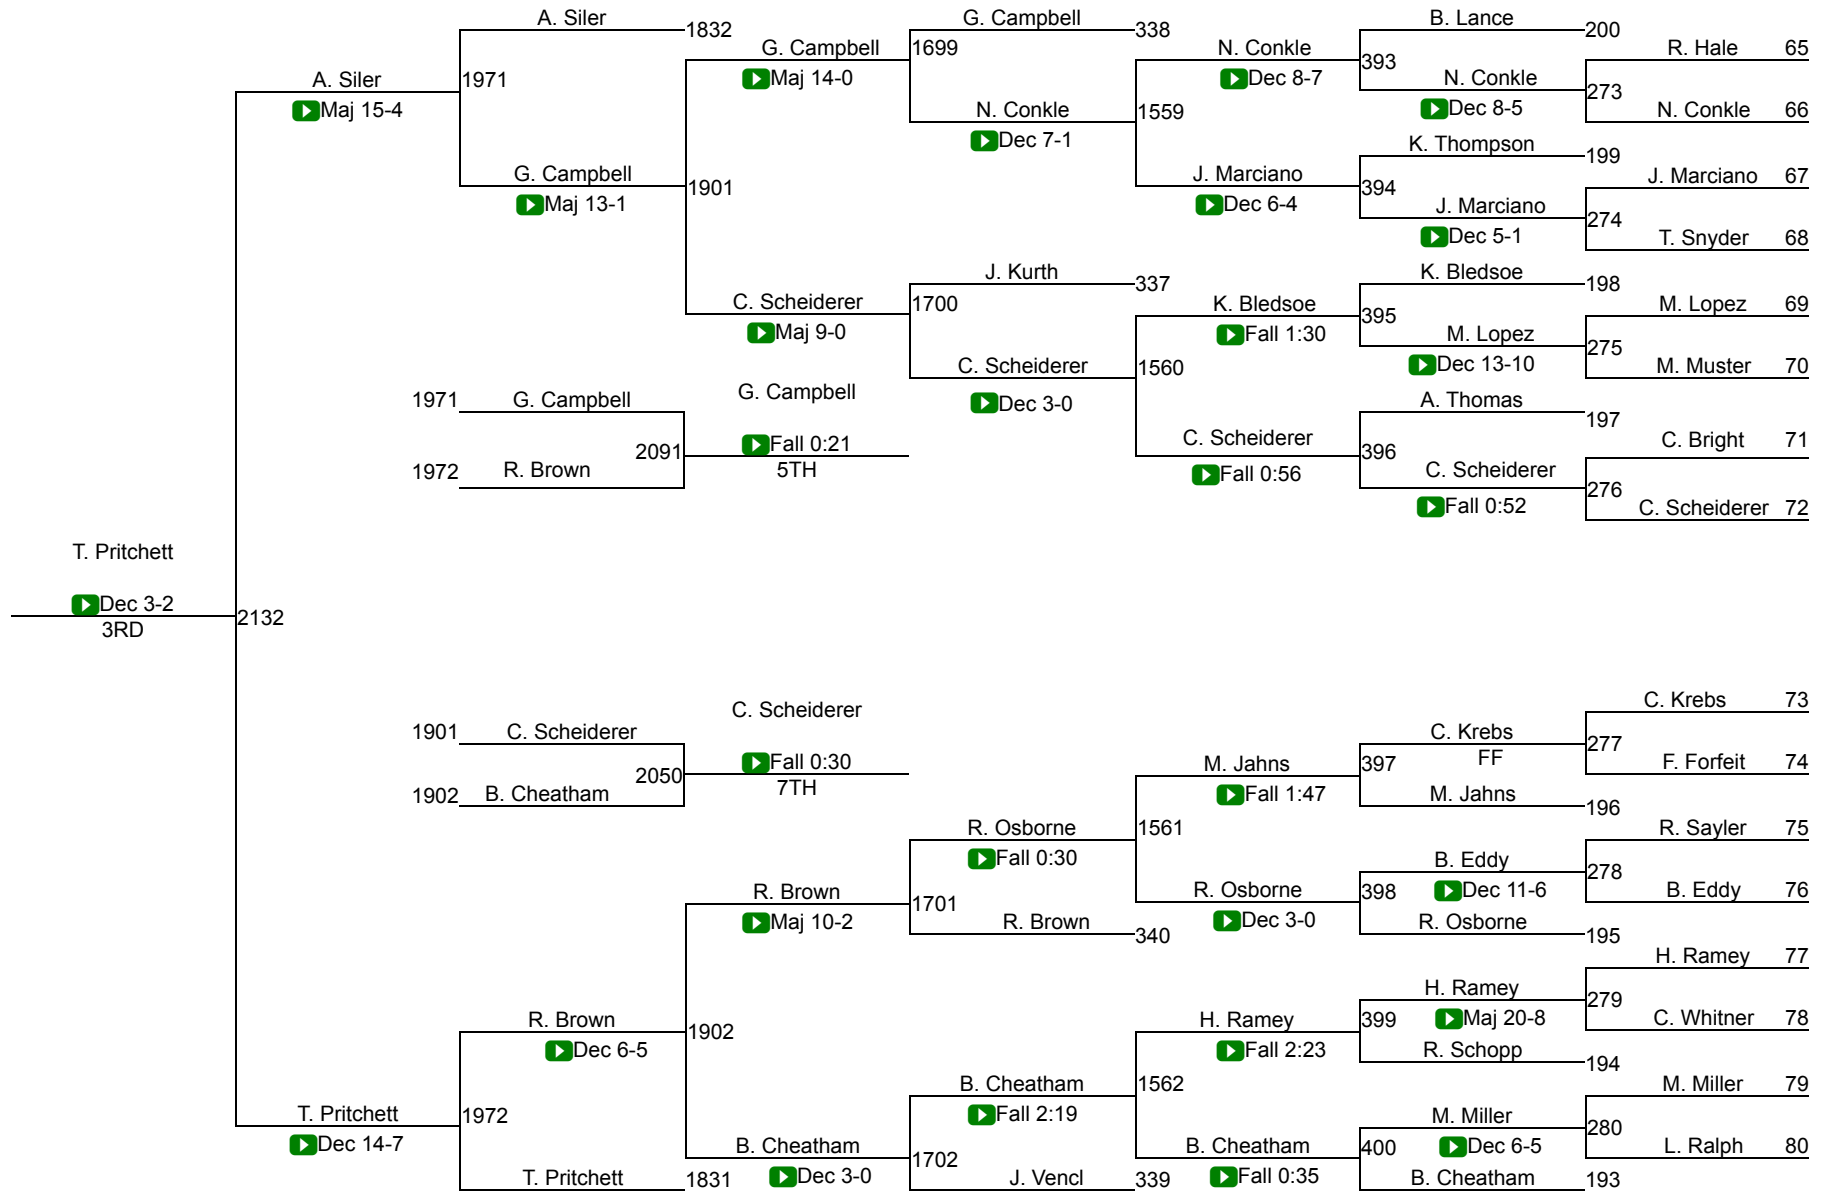 A. Siler
1832
A. Siler
Maj 15-4
1971
G. Campbell
Maj 13-1
G. Campbell
Maj 14-0
1901
C. Scheiderer
Maj 9-0
G. Campbell
338
1699
N. Conkle
Dec 7-1
J. Kurth
337
1700
C. Scheiderer
Dec 3-0
N. Conkle
Dec 8-7
1559
J. Marciano
Dec 6-4
K. Bledsoe
Fall 1:30
1560
C. Scheiderer
Fall 0:56
B. Lance
200
393
N. Conkle
Dec 8-5
K. Thompson
199
394
J. Marciano
Dec 5-1
K. Bledsoe
198
395
M. Lopez
Dec 13-10
A. Thomas
197
396
C. Scheiderer
Fall 0:52
R. Hale 65
273
N. Conkle 66
J. Marciano 67
274
T. Snyder 68
M. Lopez 69
275
M. Muster 70
C. Bright 71
276
C. Scheiderer 72
1971 G. Campbell
2091
1972 R. Brown
G. Campbell
Fall 0:21
5TH
T. Pritchett
Dec 3-2
3RD
2132
1901 C. Scheiderer
2050
1902 B. Cheatham
C. Scheiderer
Fall 0:30
7TH
C. Krebs 73
277
F. Forfeit 74
R. Sayler 75
278
B. Eddy 76
H. Ramey 77
279
C. Whitner 78
M. Miller 79
280
L. Ralph 80
C. Krebs
FF
397
M. Jahns
196
B. Eddy
Dec 11-6
398
R. Osborne
195
H. Ramey
Maj 20-8
399
R. Schopp
194
M. Miller
Dec 6-5
400
B. Cheatham
193
M. Jahns
Fall 1:47
1561
R. Osborne
Dec 3-0
H. Ramey
Fall 2:23
1562
B. Cheatham
Fall 0:35
R. Osborne
Fall 0:30
1701
R. Brown
340
B. Cheatham
Fall 2:19
1702
J. Vencl
339
R. Brown
Maj 10-2
1902
B. Cheatham
Dec 3-0
R. Brown
Dec 6-5
1972
T. Pritchett
1831
T. Pritchett
Dec 14-7